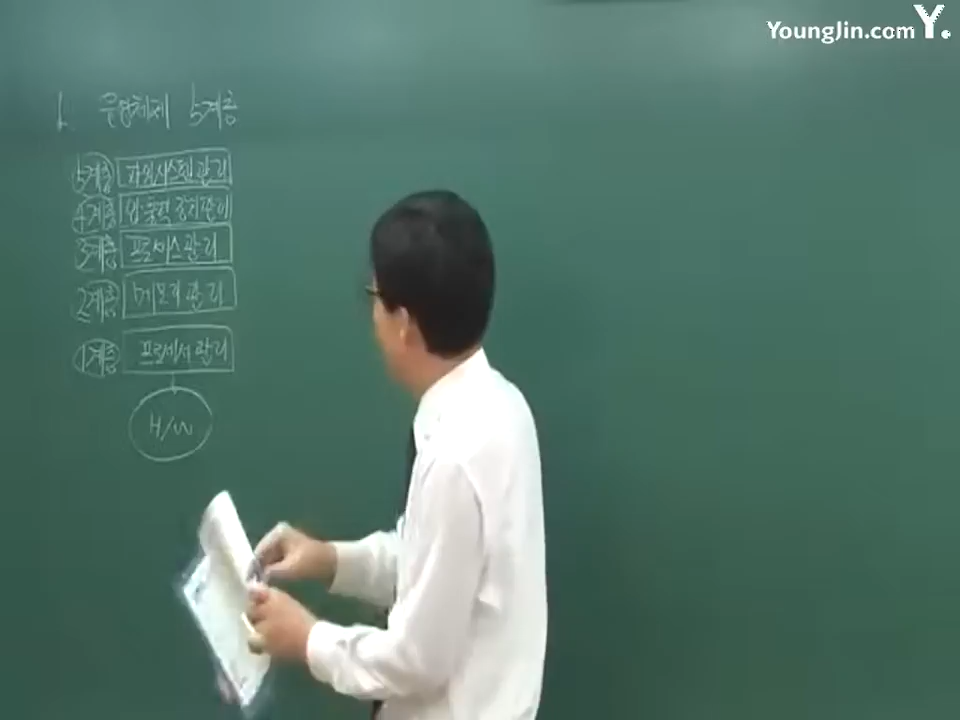 YoungJin.com Y.
1. 운영체제 5계층
5계층 파일시스템 관리
4계층 입·출력 장치관리
3계층 프로세스 관리
2계층 메모리 관리
1계층 프로세서 관리
H/W